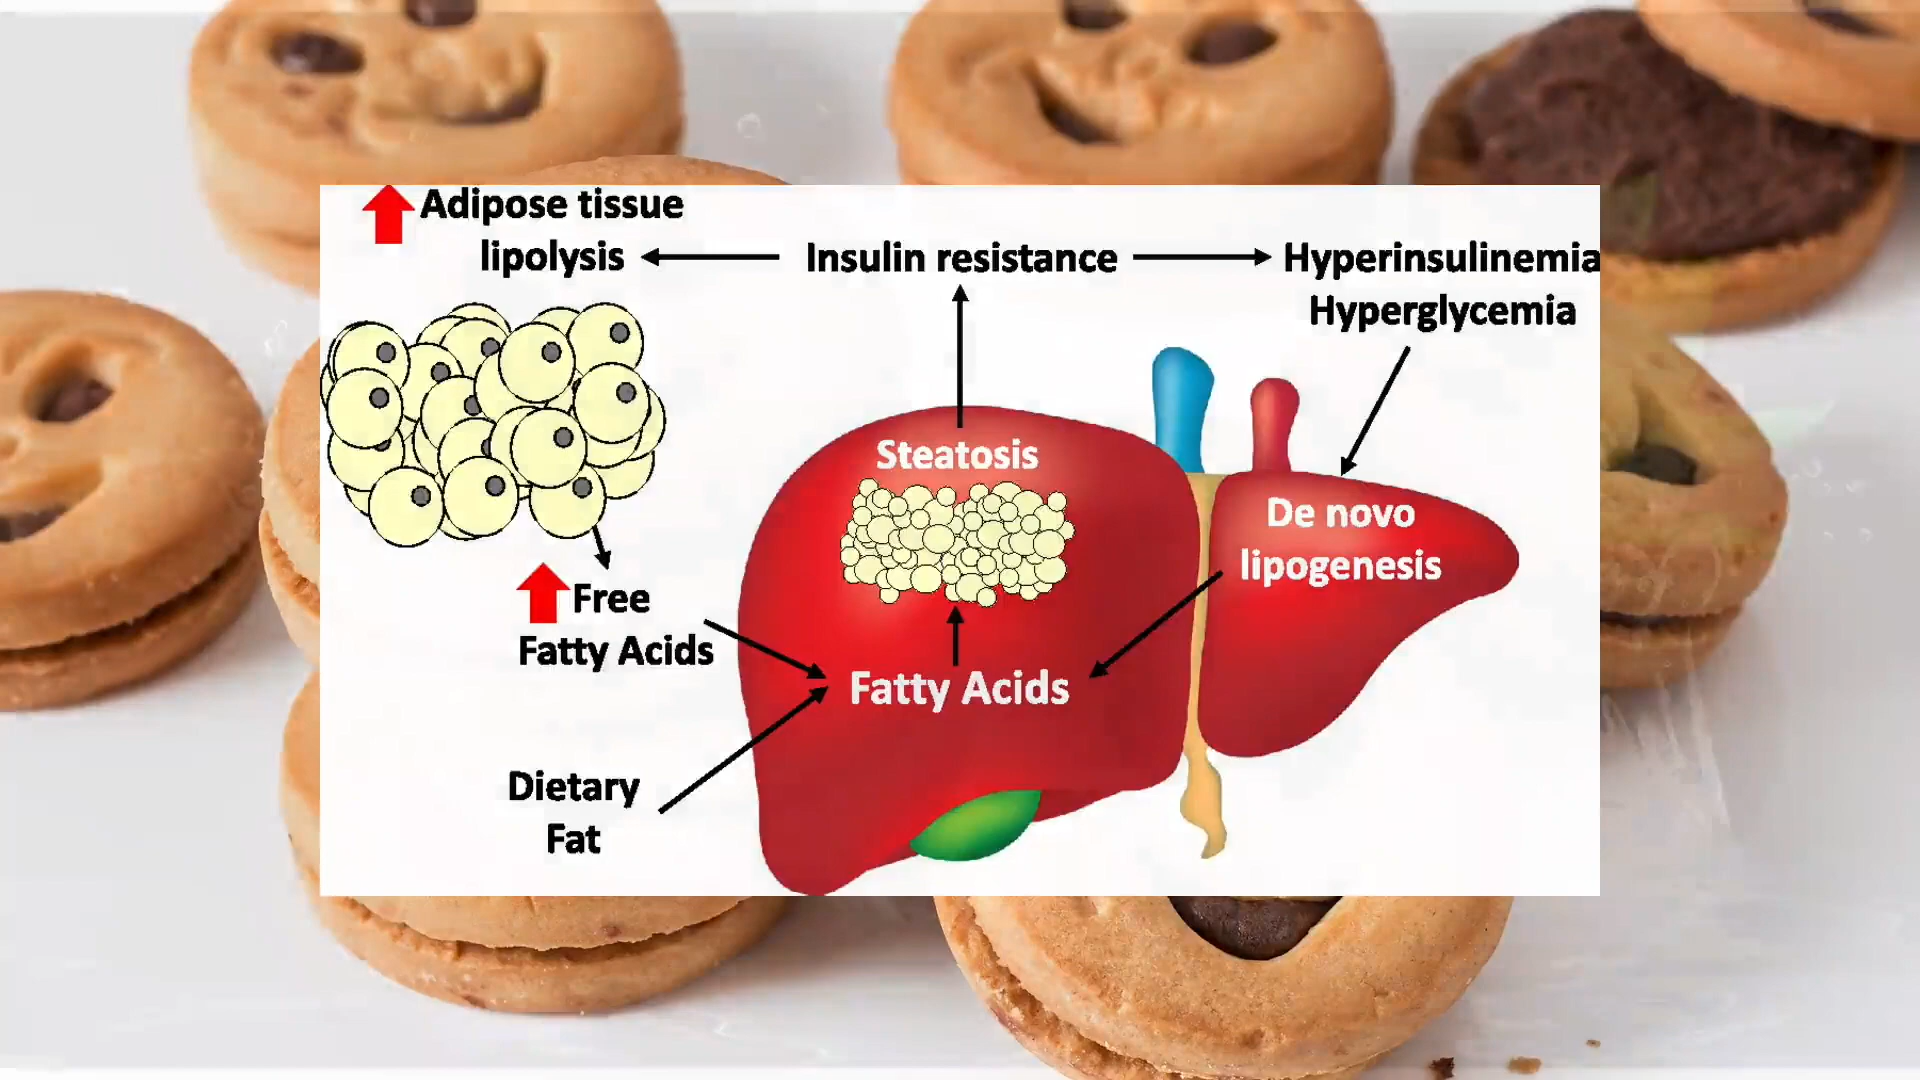 Adipose tissue
lipolysis
Insulin resistance
Hyperinsulinemia
Hyperglycemia
Steatosis
De novo
lipogenesis
Free
Fatty Acids
Fatty Acids
Dietary
Fat